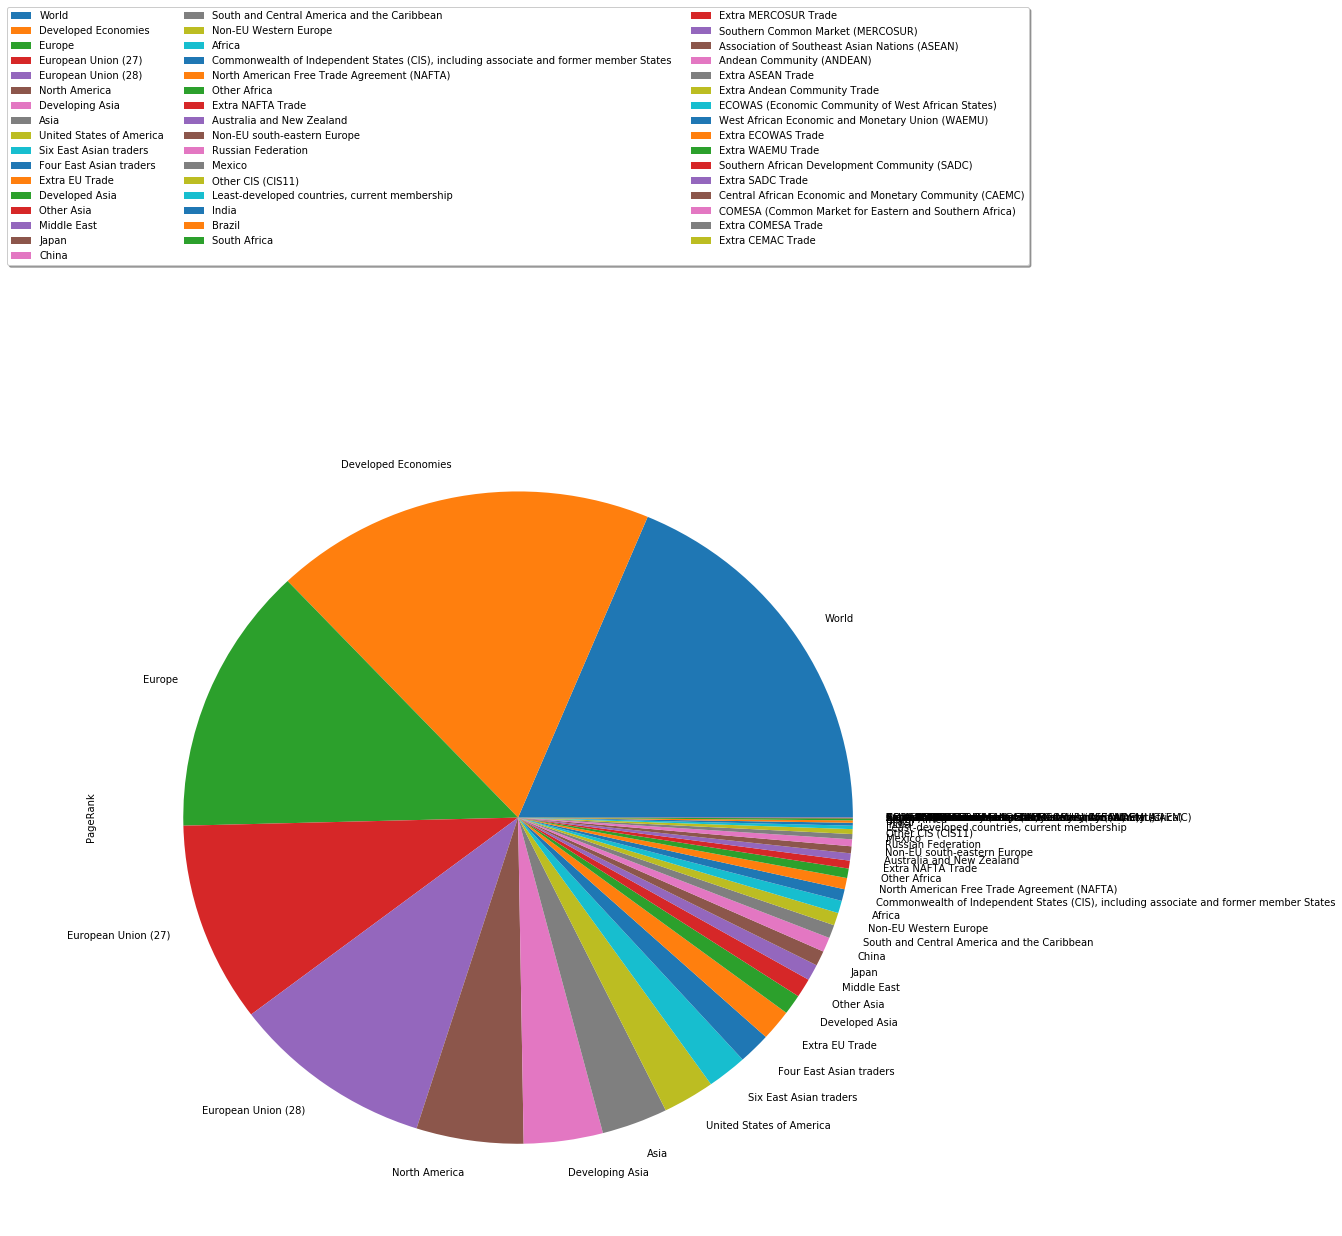 World
Developed Economies
Europe
European Union (27)
European Union (28)
North America
Developing Asia
Asia
United States of America
Six East Asian traders
Four East Asian traders
Extra EU Trade
Developed Asia
Other Asia
Middle East
Japan
China
South and Central America and the Caribbean
Non-EU Western Europe
Africa
Commonwealth of Independent States (CIS), including associate and former member States
North American Free Trade Agreement (NAFTA)
Other Africa
Extra NAFTA Trade
Australia and New Zealand
Non-EU south-eastern Europe
Russian Federation
Mexico
Other CIS (CIS11)
Least-developed countries, current membership
India
Brazil
South Africa
Extra MERCOSUR Trade
Southern Common Market (MERCOSUR)
Association of Southeast Asian Nations (ASEAN)
Andean Community (ANDEAN)
Extra ASEAN Trade
Extra Andean Community Trade
ECOWAS (Economic Community of West African States)
West African Economic and Monetary Union (WAEMU)
Extra ECOWAS Trade
Extra WAEMU Trade
Southern African Development Community (SADC)
Extra SADC Trade
Central African Economic and Monetary Community (CAEMC)
COMESA (Common Market for Eastern and Southern Africa)
Extra COMESA Trade
Extra CEMAC Trade
Developed Economies
World
Europe
PageRank
European Union (27)
European Union (28)
North America
Developing Asia
Asia
United States of America
Six East Asian traders
Four East Asian traders
Extra EU Trade
Developed Asia
Other Asia
Middle East
Japan
China
South and Central America and the Caribbean
Non-EU Western Europe
Africa
Commonwealth of Independent States (CIS), including associate and former member States
North American Free Trade Agreement (NAFTA)
Other Africa
Extra NAFTA Trade
Australia and New Zealand
Non-EU south-eastern Europe
Russian Federation
Mexico
Other CIS (CIS11)
Least-developed countries, current membership